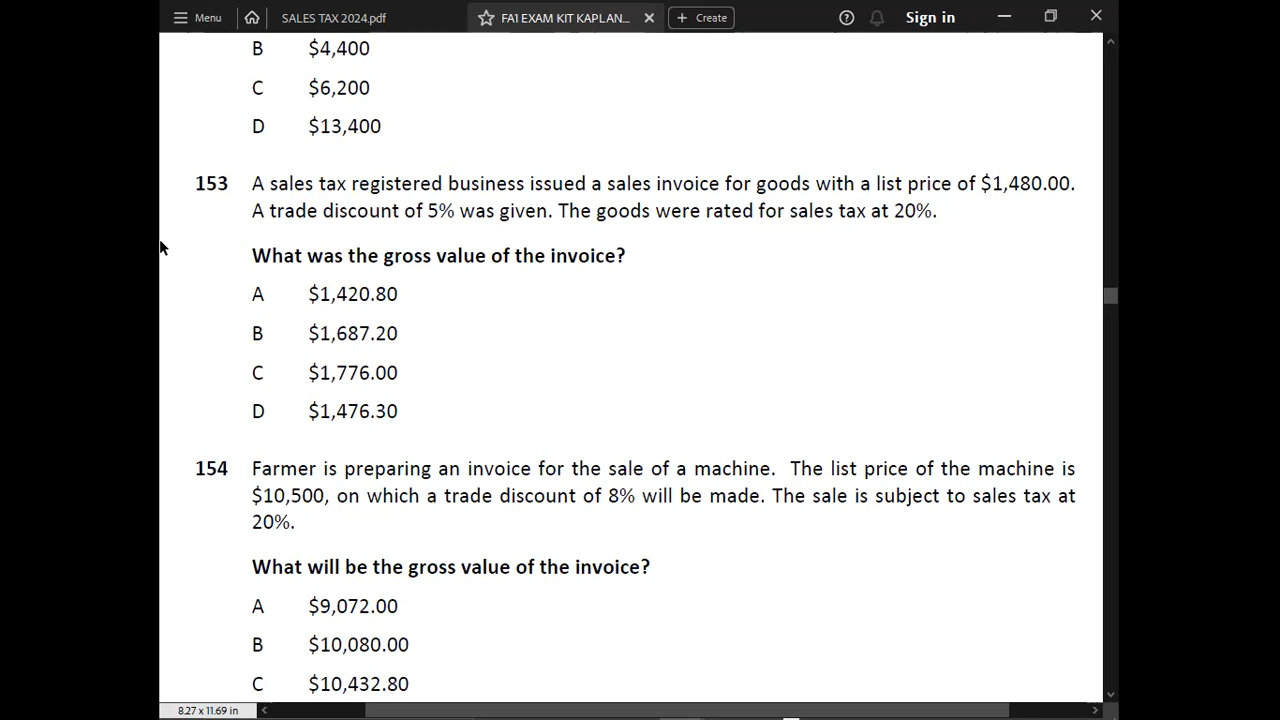 Menu
SALES TAX 2024.pdf
FA1 EXAM KIT KAPLAN...
Create
Sign in
B $4,400
C $6,200
D $13,400
153 A sales tax registered business issued a sales invoice for goods with a list price of $1,480.00.
A trade discount of 5% was given. The goods were rated for sales tax at 20%.
What was the gross value of the invoice?
A $1,420.80
B $1,687.20
C $1,776.00
D $1,476.30
154 Farmer is preparing an invoice for the sale of a machine. The list price of the machine is
$10,500, on which a trade discount of 8% will be made. The sale is subject to sales tax at
20%.
What will be the gross value of the invoice?
A $9,072.00
B $10,080.00
C $10,432.80
8.27 x 11.69 in